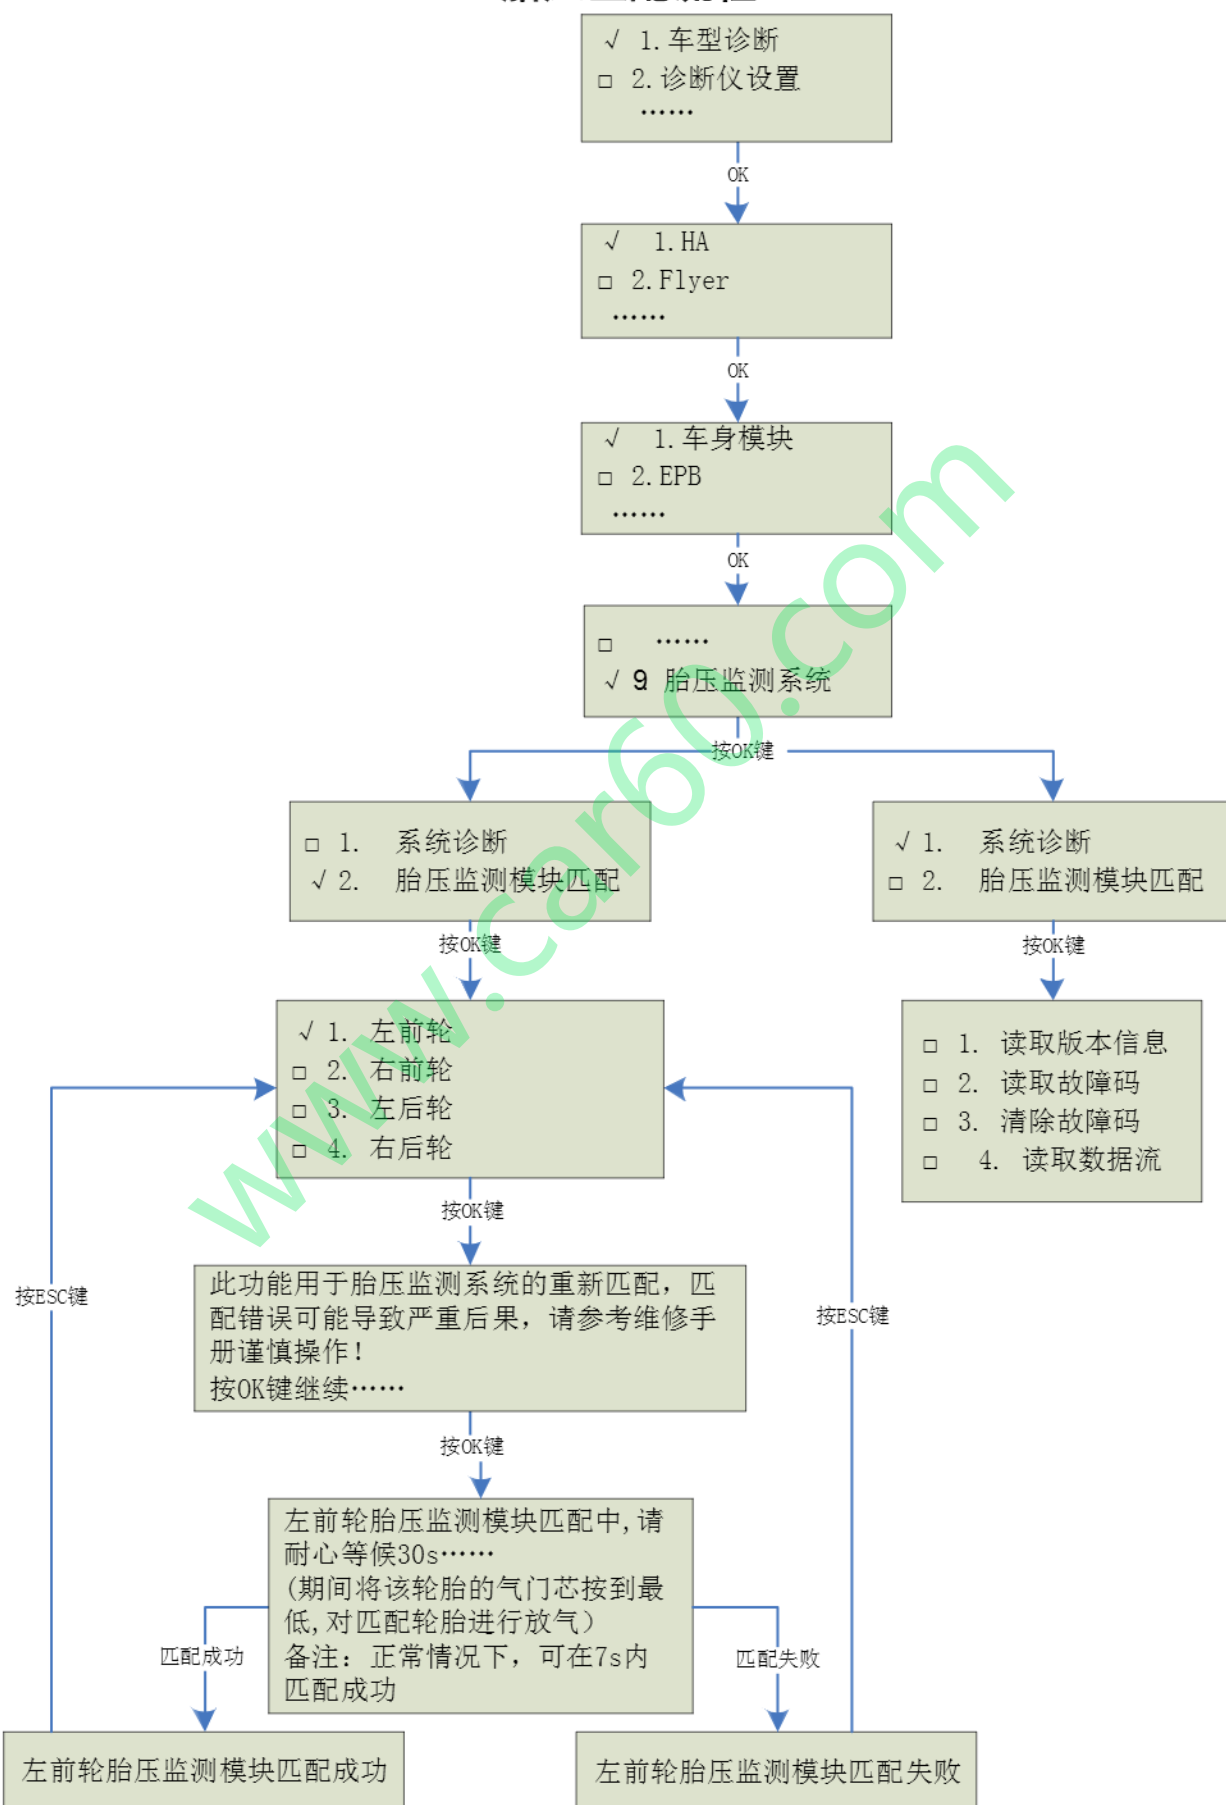 √ 1.车型诊断
□ 2.诊断仪设置
……
OK
√ 1.HA
□ 2.Flyer
……
OK
√ 1.车身模块
□ 2.EPB
……
OK
□ ……
√ 9 胎压监测系统
按OK键
□ 1. 系统诊断
√ 2. 胎压监测模块匹配
√ 1. 系统诊断
□ 2. 胎压监测模块匹配
按OK键
按OK键
√ 1. 左前轮
□ 2. 右前轮
□ 3. 左后轮
□ 4. 右后轮
□ 1. 读取版本信息
□ 2. 读取故障码
□ 3. 清除故障码
□ 4. 读取数据流
按OK键
按ESC键
按ESC键
此功能用于胎压监测系统的重新匹配，匹
配错误可能导致严重后果，请参考维修手
册谨慎操作！
按OK键继续……
按OK键
左前轮胎压监测模块匹配中,请
耐心等候30s……
(期间将该轮胎的气门芯按到最
低,对匹配轮胎进行放气)
备注：正常情况下，可在7s内
匹配成功
匹配成功
匹配失败
左前轮胎压监测模块匹配成功
左前轮胎压监测模块匹配失败
www.car60.com